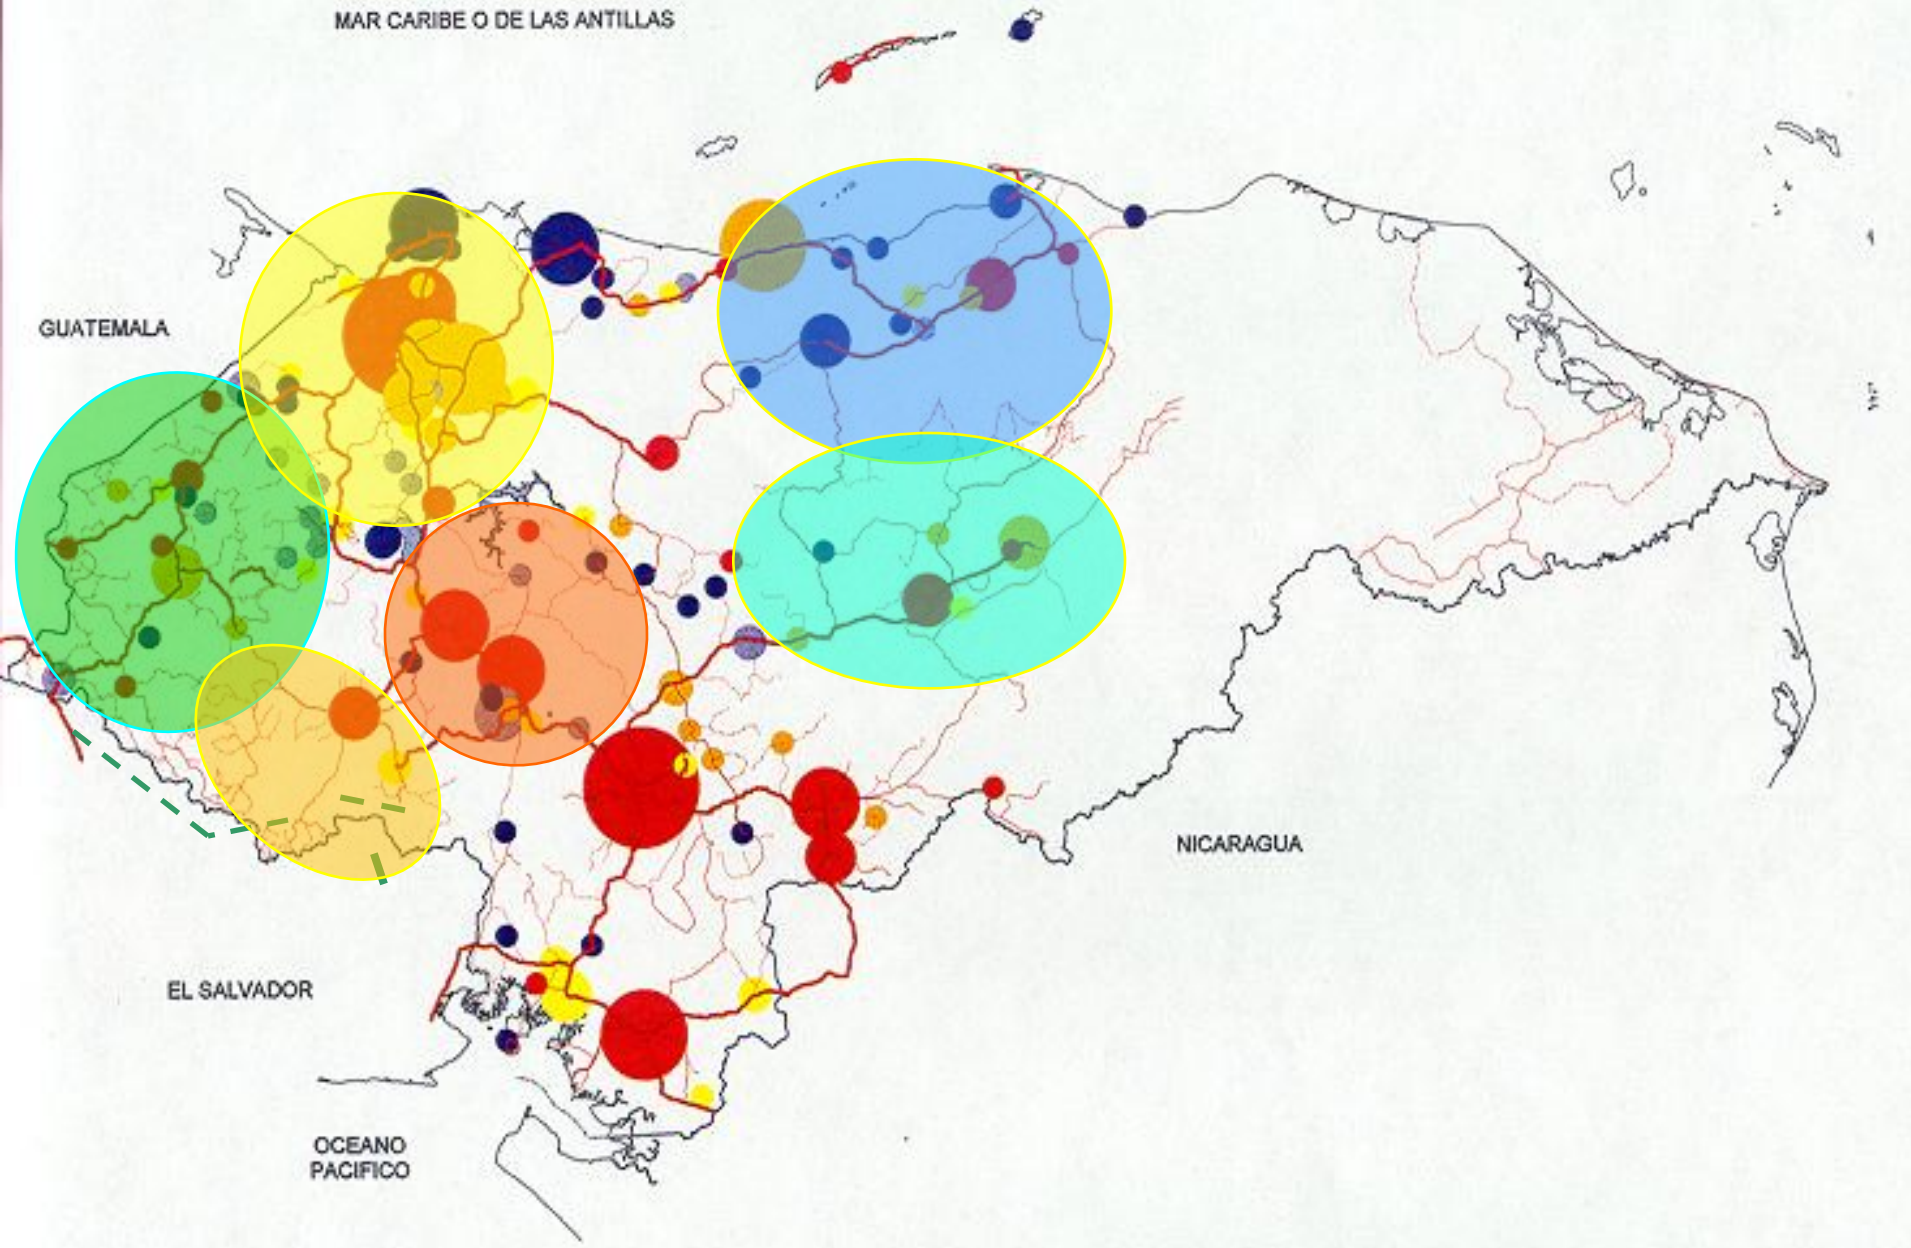 MAR CARIBE O DE LAS ANTILLAS
GUATEMALA
NICARAGUA
EL SALVADOR
OCEANO
PACIFICO